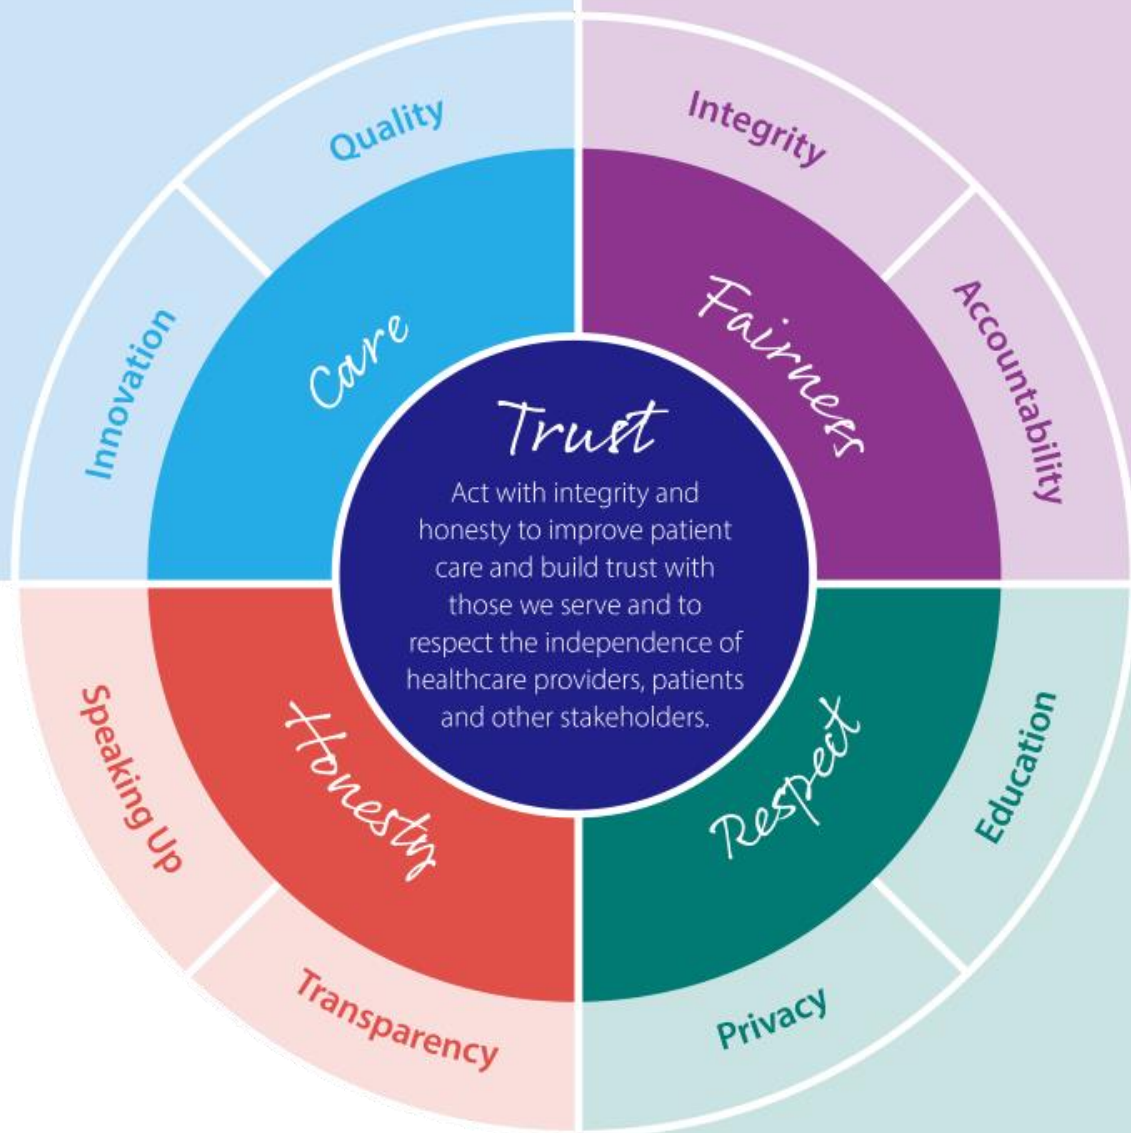 Quality
Integrity
Innovation
Accountability
Care
Fairness
Trust
Act with integrity and
honesty to improve patient
care and build trust with
those we serve and to
respect the independence of
healthcare providers, patients
and other stakeholders.
Honesty
Respect
Speaking Up
Education
Transparency
Privacy